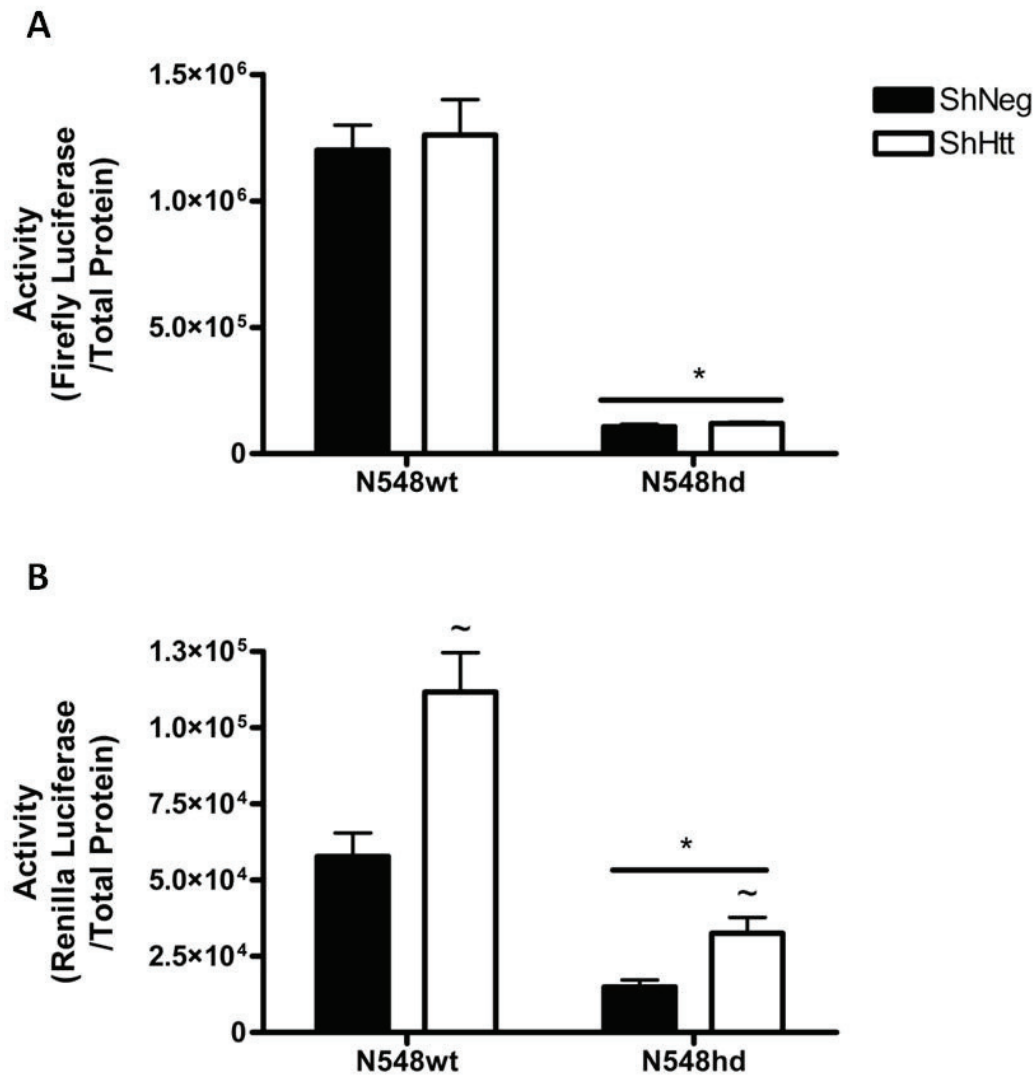 A
1.5×10⁶
1.0×10⁶
5.0×10⁵
0
Activity
(Firefly Luciferase
/Total Protein)
*
N548wt
N548hd
ShNeg
ShHtt
B
1.3×10⁵
1.0×10⁵
7.5×10⁴
5.0×10⁴
2.5×10⁴
0
Activity
(Renilla Luciferase
/Total Protein)
~
*
~
N548wt
N548hd